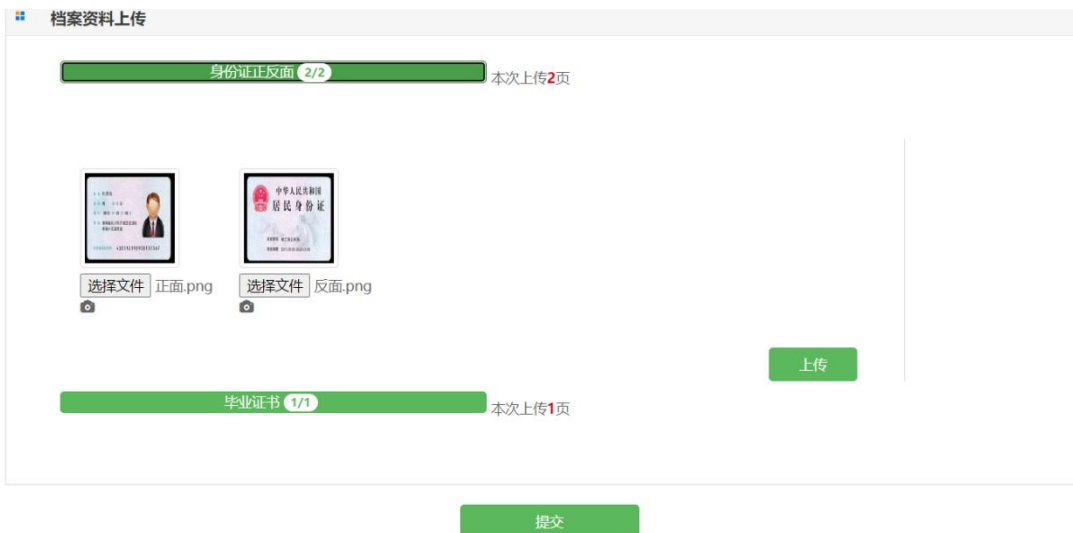 档案资料上传
身份证正反面 2/2 本次上传2页
中华人民共和国
居民身份证
选择文件 正面.png 选择文件 反面.png
上传
毕业证书 1/1 本次上传1页
提交